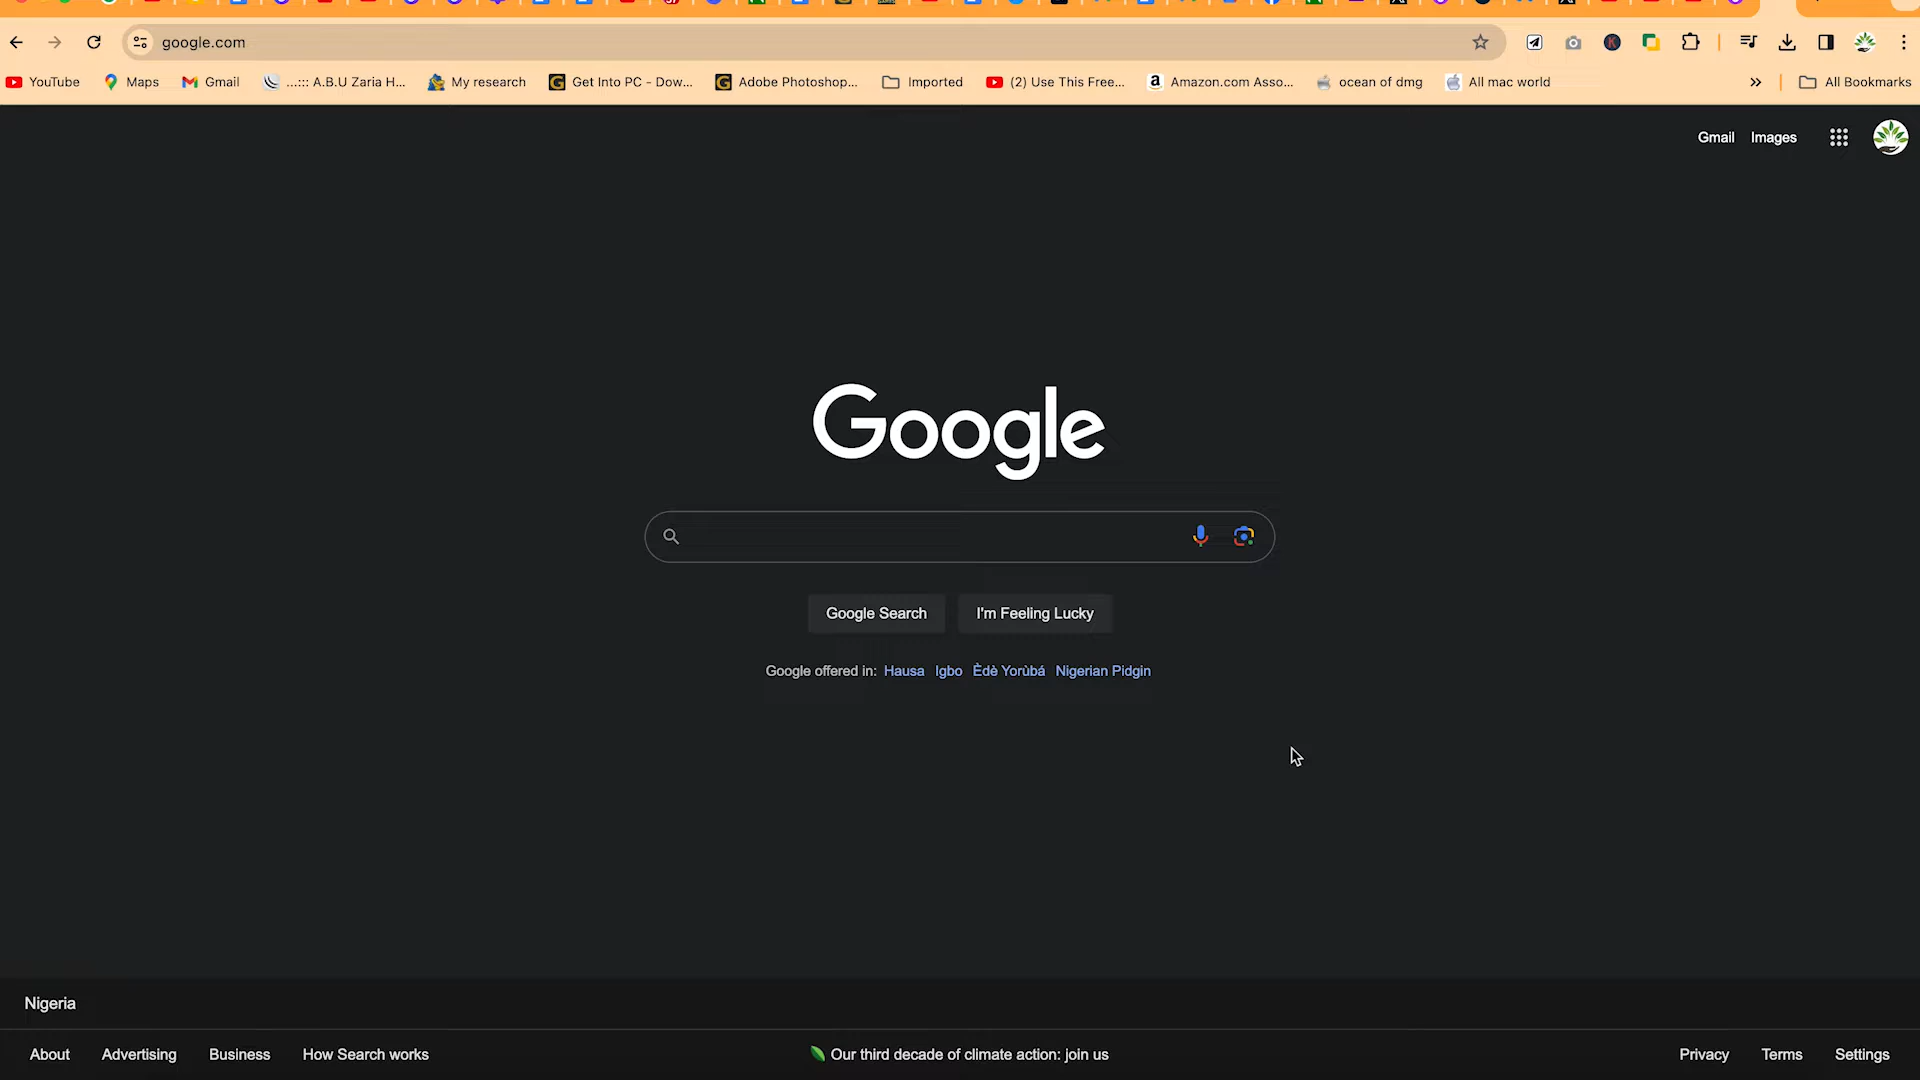 google.com
YouTube Maps Gmail ...::: A.B.U Zaria H... My research Get Into PC - Dow... Adobe Photoshop... Imported (2) Use This Free... Amazon.com Asso... ocean of dmg All mac world » All Bookmarks
Gmail Images
Google
Google Search I'm Feeling Lucky
Google offered in: Hausa Igbo Èdè Yorùbá Nigerian Pidgin
Nigeria
About Advertising Business How Search works Our third decade of climate action: join us Privacy Terms Settings